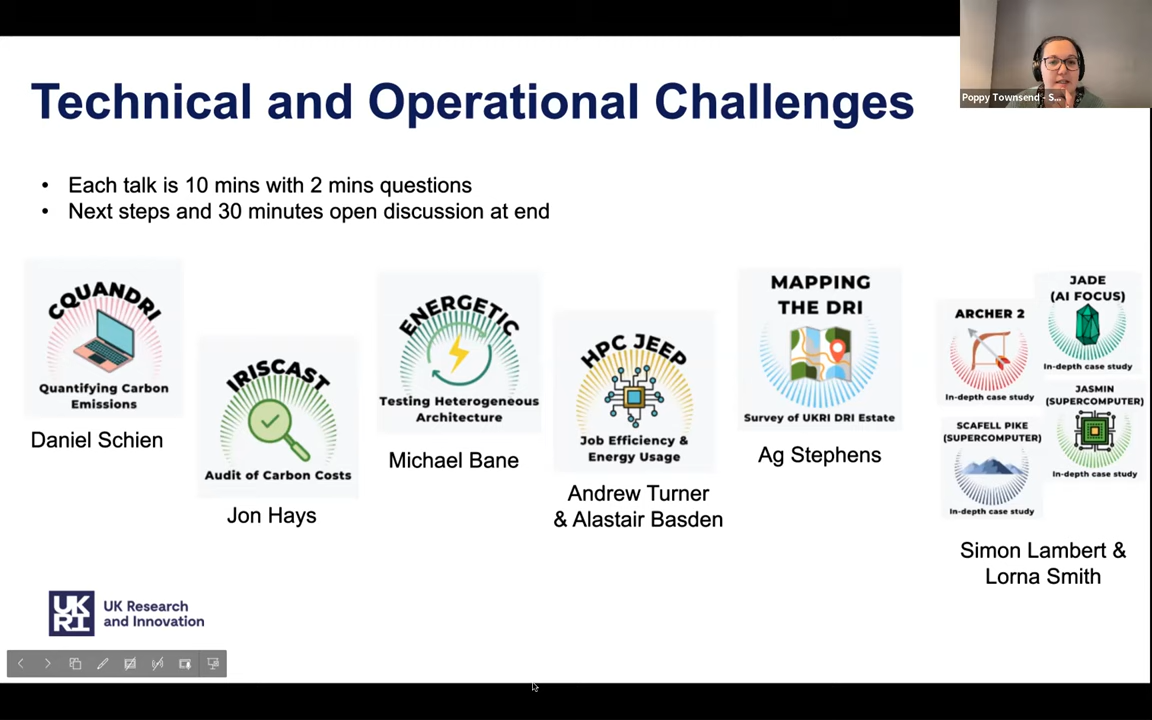 Technical and Operational Challenges
Poppy Townsend - S...
• Each talk is 10 mins with 2 mins questions
• Next steps and 30 minutes open discussion at end
CQUANDRI
Quantifying Carbon
Emissions
Daniel Schien
IRISCAST
Audit of Carbon Costs
Jon Hays
ENERGETIC
Testing Heterogeneous
Architecture
Michael Bane
HPC JEEP
Job Efficiency &
Energy Usage
Andrew Turner
& Alastair Basden
MAPPING
THE DRI
Survey of UKRI DRI Estate
Ag Stephens
ARCHER 2
In-depth case study
JADE
(AI FOCUS)
In-depth case study
SCAFELL PIKE
(SUPERCOMPUTER)
In-depth case study
JASMIN
(SUPERCOMPUTER)
In-depth case study
Simon Lambert &
Lorna Smith
UKRI
UK Research
and Innovation